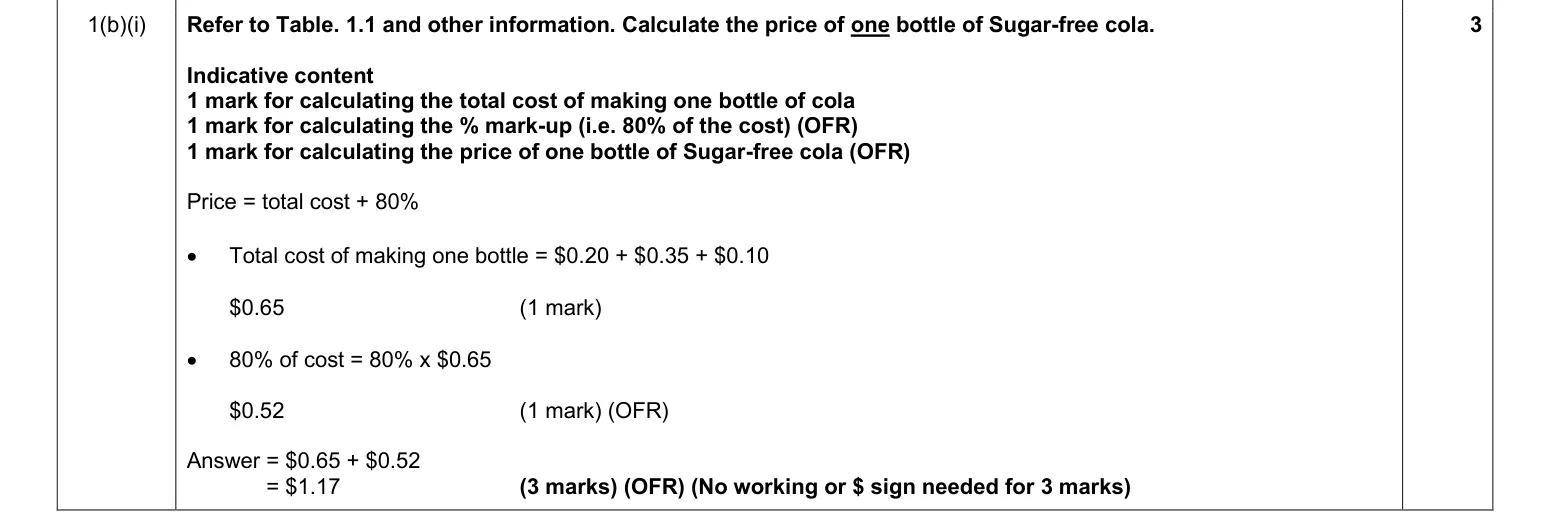 1(b)(i) Refer to Table. 1.1 and other information. Calculate the price of one bottle of Sugar-free cola. 3
Indicative content
1 mark for calculating the total cost of making one bottle of cola
1 mark for calculating the % mark-up (i.e. 80% of the cost) (OFR)
1 mark for calculating the price of one bottle of Sugar-free cola (OFR)
Price = total cost + 80%
• Total cost of making one bottle = $0.20 + $0.35 + $0.10
$0.65 (1 mark)
• 80% of cost = 80% x $0.65
$0.52 (1 mark) (OFR)
Answer = $0.65 + $0.52
= $1.17 (3 marks) (OFR) (No working or $ sign needed for 3 marks)